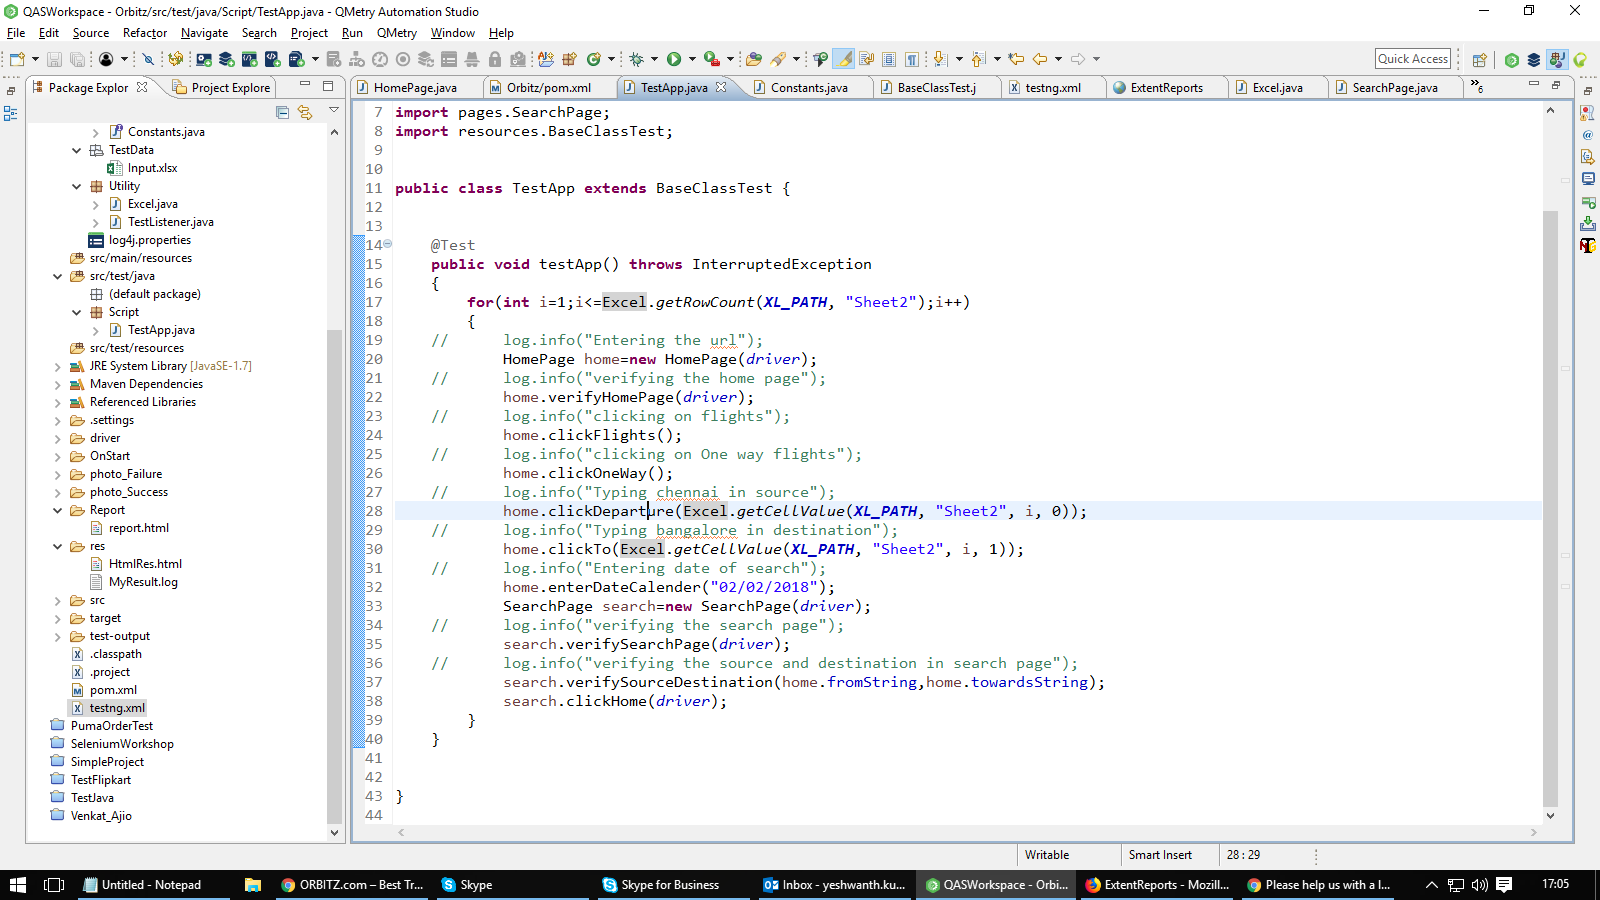 QASWorkspace - Orbitz/src/test/java/Script/TestApp.java - QMetry Automation Studio
File Edit Source Refactor Navigate Search Project Run QMetry Window Help
Quick Access
Package Explor
Project Explore
HomePage.java
Orbitz/pom.xml
TestApp.java
Constants.java
BaseClassTest.j
testng.xml
ExtentReports
Excel.java
SearchPage.java
»6
Constants.java
TestData
Input.xlsx
Utility
Excel.java
TestListener.java
log4j.properties
src/main/resources
src/test/java
(default package)
Script
TestApp.java
src/test/resources
JRE System Library [JavaSE-1.7]
Maven Dependencies
Referenced Libraries
.settings
driver
OnStart
photo_Failure
photo_Success
Report
report.html
res
HtmlRes.html
MyResult.log
src
target
test-output
.classpath
.project
pom.xml
testng.xml
PumaOrderTest
SeleniumWorkshop
SimpleProject
TestFlipkart
TestJava
Venkat_Ajio
7 import pages.SearchPage;
8 import resources.BaseClassTest;
9
10
11 public class TestApp extends BaseClassTest {
12
13
14 @Test
15 public void testApp() throws InterruptedException
16 {
17 for(int i=1;i<=Excel.getRowCount(XL_PATH, "Sheet2");i++)
18 {
19 // log.info("Entering the url");
20 HomePage home=new HomePage(driver);
21 // log.info("verifying the home page");
22 home.verifyHomePage(driver);
23 // log.info("clicking on flights");
24 home.clickFlights();
25 // log.info("clicking on One way flights");
26 home.clickOneWay();
27 // log.info("Typing chennai in source");
28 home.clickDeparture(Excel.getCellValue(XL_PATH, "Sheet2", i, 0));
29 // log.info("Typing bangalore in destination");
30 home.clickTo(Excel.getCellValue(XL_PATH, "Sheet2", i, 1));
31 // log.info("Entering date of search");
32 home.enterDateCalender("02/02/2018");
33 SearchPage search=new SearchPage(driver);
34 // log.info("verifying the search page");
35 search.verifySearchPage(driver);
36 // log.info("verifying the source and destination in search page");
37 search.verifySourceDestination(home.fromString,home.towardsString);
38 search.clickHome(driver);
39 }
40 }
41
42
43 }
44
Writable
Smart Insert
28 : 29
Untitled - Notepad
ORBITZ.com – Best Tr...
Skype
Skype for Business
Inbox - yeshwanth.ku...
QASWorkspace - Orbi...
ExtentReports - Mozill...
Please help us with a l...
17:05